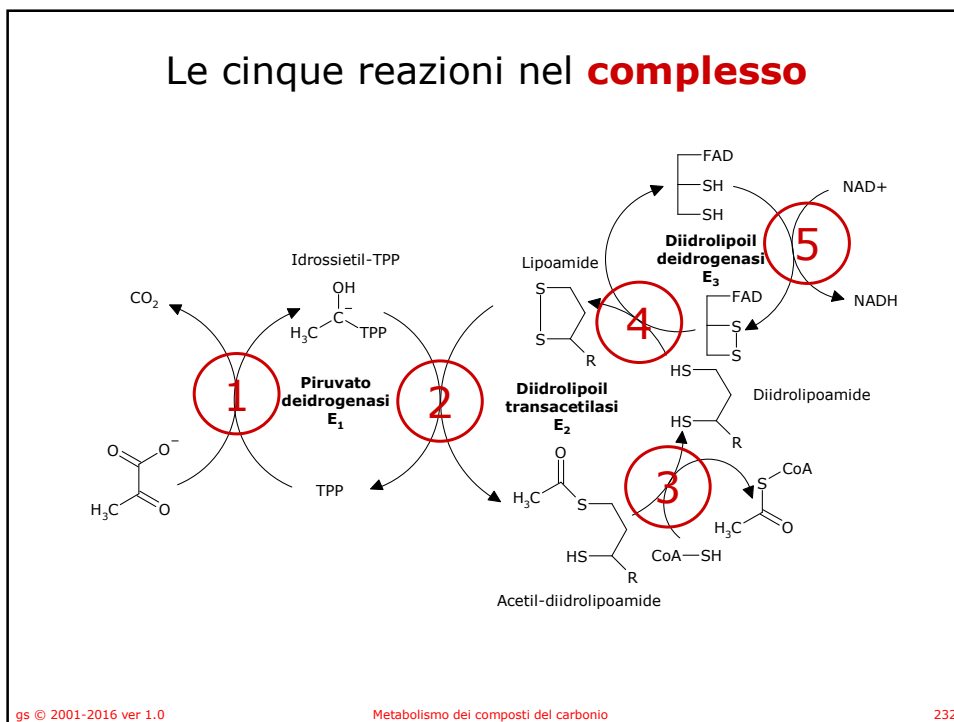 Le cinque reazioni nel complesso
FAD
SH
SH
NAD+
5
Diidrolipoil
deidrogenasi
E3
NADH
FAD
S
S
Idrossietil-TPP
OH
C
−
H3C
TPP
CO2
1
Piruvato
deidrogenasi
E1
2
O
O−
H3C
O
TPP
Lipoamide
S
S
R
4
Diidrolipoil
transacetilasi
E2
HS
HS
R
Diidrolipoamide
O
H3C
S
HS
R
Acetil-diidrolipoamide
3
CoA—SH
CoA
S
H3C
O
gs © 2001-2016 ver 1.0
Metabolismo dei composti del carbonio
232